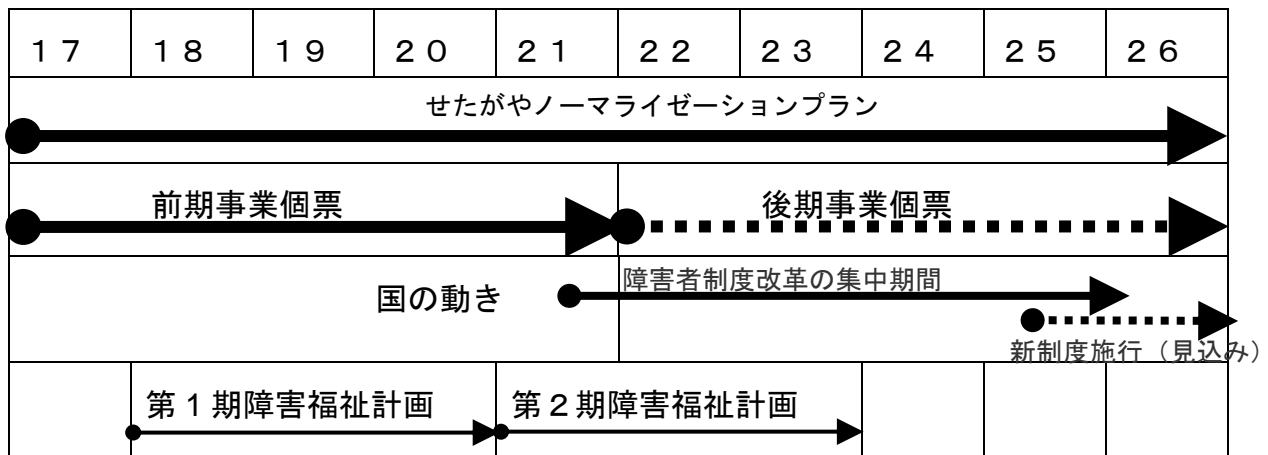 １７ １８ １９ ２０ ２１ ２２ ２３ ２４ ２５ ２６
せたがやノーマライゼーションプラン
前期事業個票 後期事業個票
障害者制度改革の集中期間
国の動き
新制度施行（見込み）
第１期障害福祉計画 第２期障害福祉計画